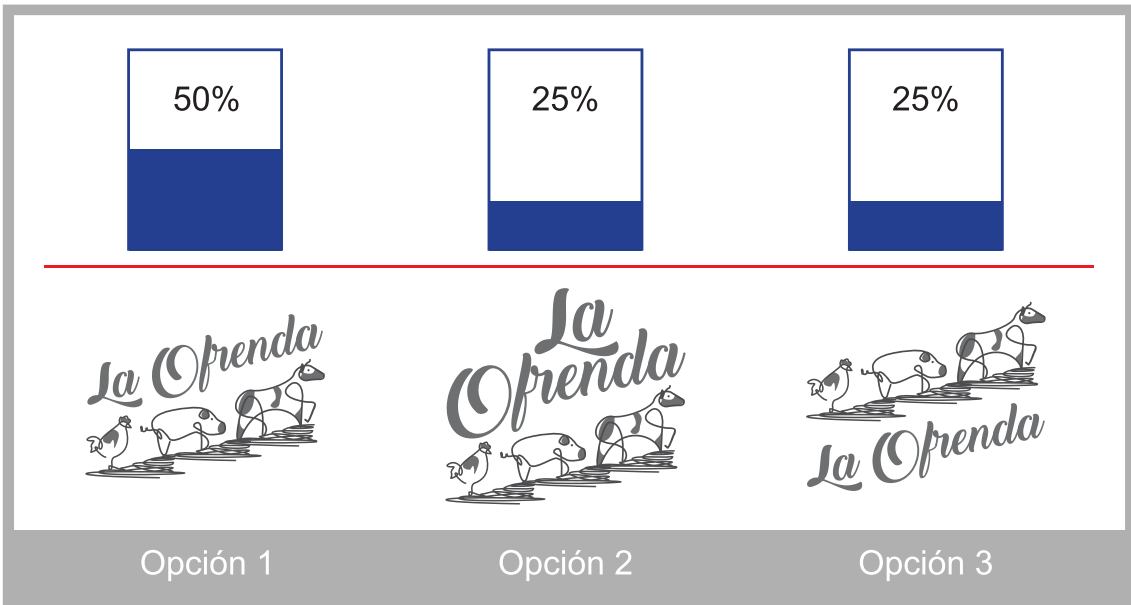 50%
25%
25%
La Ofrenda
La
Ofrenda
La Ofrenda
Opción 1
Opción 2
Opción 3